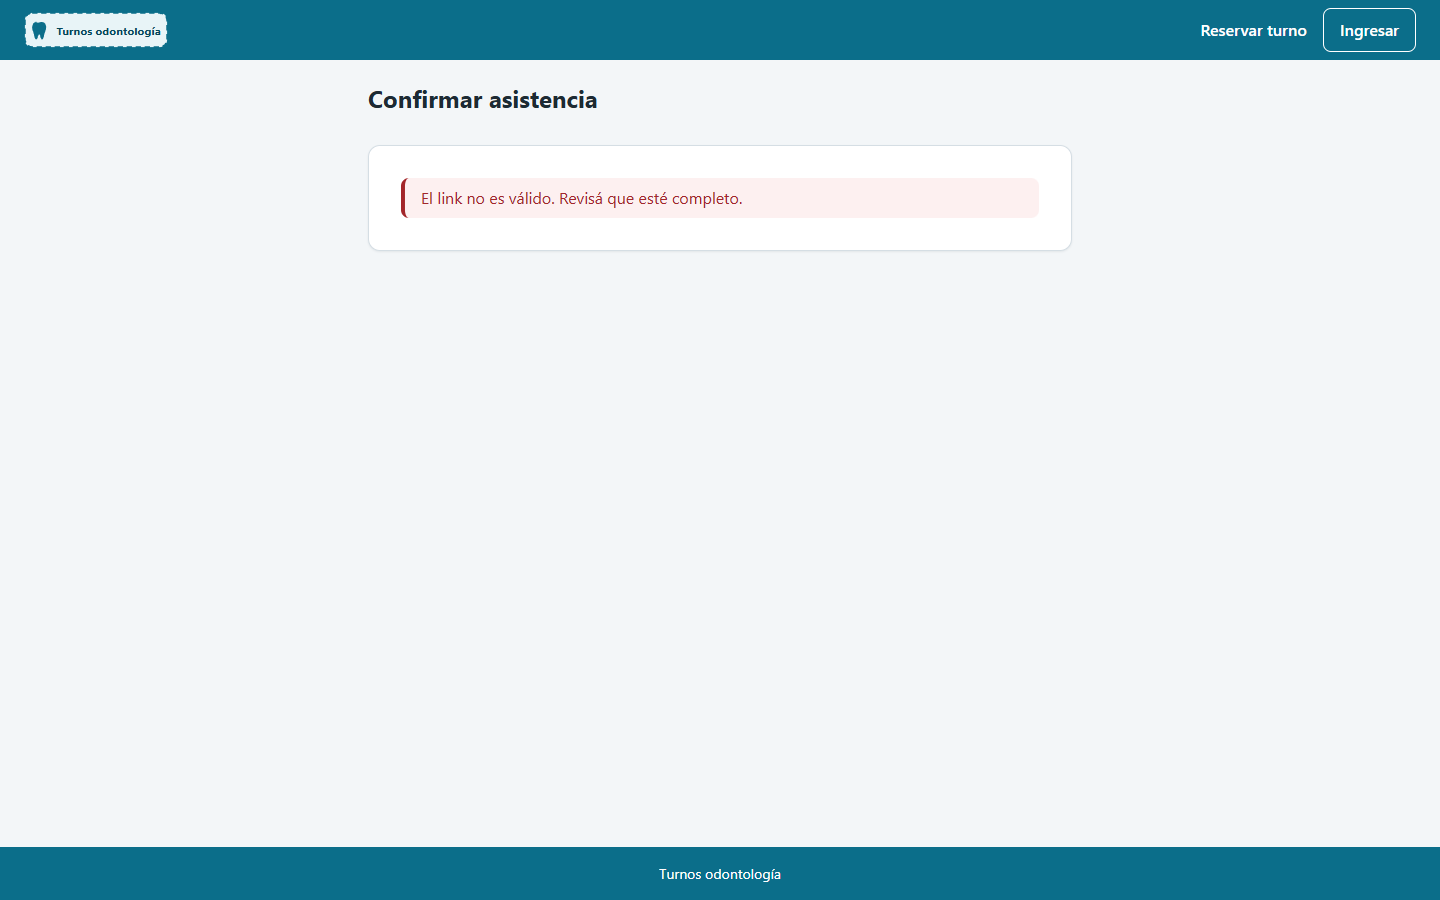 Turnos odontología
Reservar turno
Ingresar
Confirmar asistencia
El link no es válido. Revisá que esté completo.
Turnos odontología